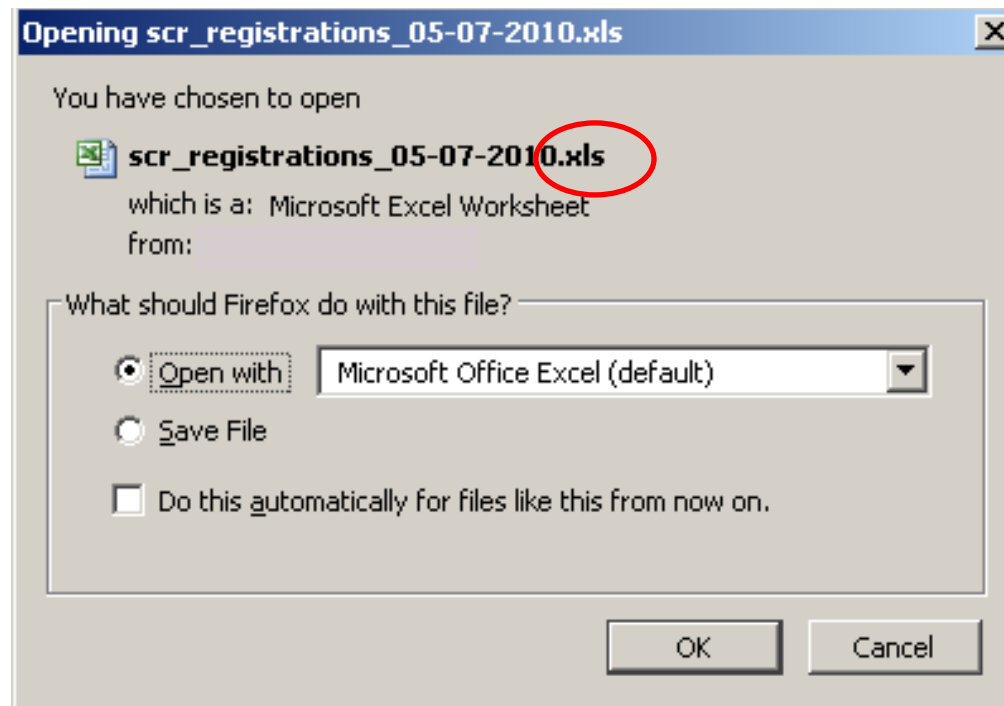 Opening scr_registrations_05-07-2010.xls
You have chosen to open
scr_registrations_05-07-2010.xls
which is a: Microsoft Excel Worksheet
from:
What should Firefox do with this file?
Open with Microsoft Office Excel (default)
Save File
Do this automatically for files like this from now on.
OK Cancel